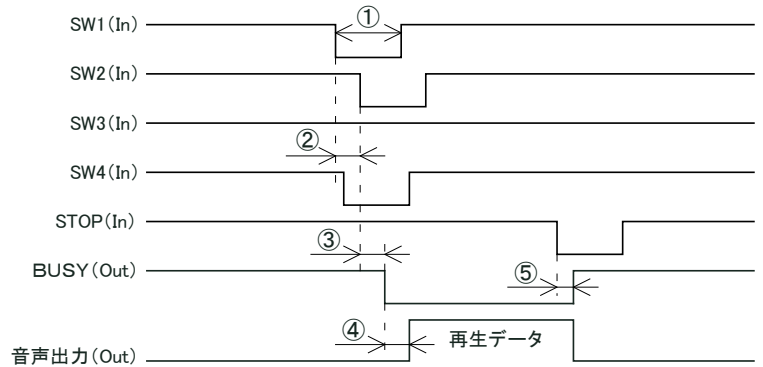 SW1(In)
①
SW2(In)
SW3(In)
②
SW4(In)
STOP(In)
③
BUSY(Out)
⑤
④
再生データ
音声出力(Out)